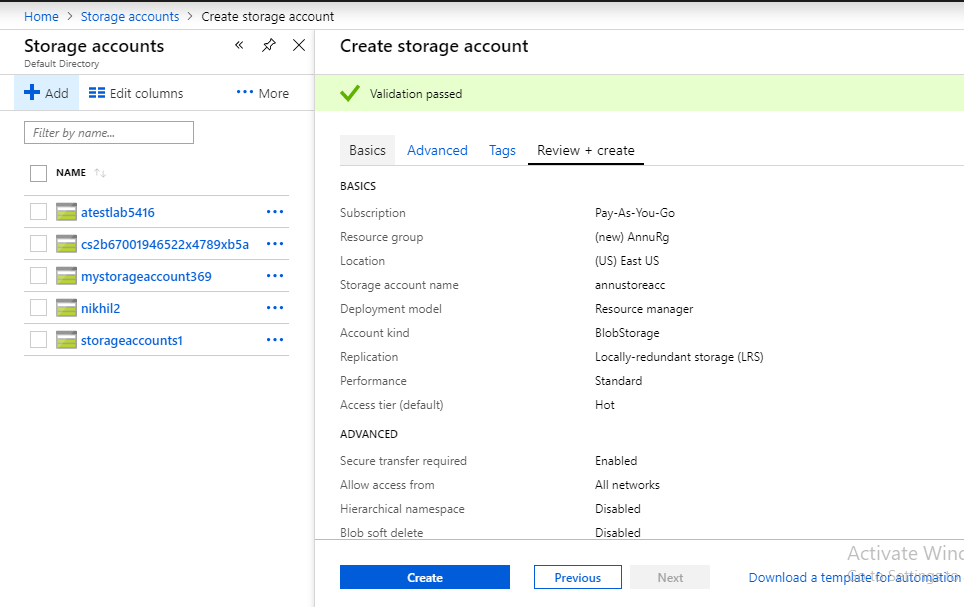 Home > Storage accounts > Create storage account
Storage accounts
Default Directory
Add Edit columns ··· More
Filter by name...
NAME
atestlab5416
cs2b67001946522x4789xb5a
mystorageaccount369
nikhil2
storageaccounts1
Create storage account
Validation passed
Basics Advanced Tags Review + create
BASICS
Subscription Pay-As-You-Go
Resource group (new) AnnuRg
Location (US) East US
Storage account name annustoreacc
Deployment model Resource manager
Account kind BlobStorage
Replication Locally-redundant storage (LRS)
Performance Standard
Access tier (default) Hot
ADVANCED
Secure transfer required Enabled
Allow access from All networks
Hierarchical namespace Disabled
Blob soft delete Disabled
Activate Winc
Create Previous Next Download a template for automation
Go to Settings to